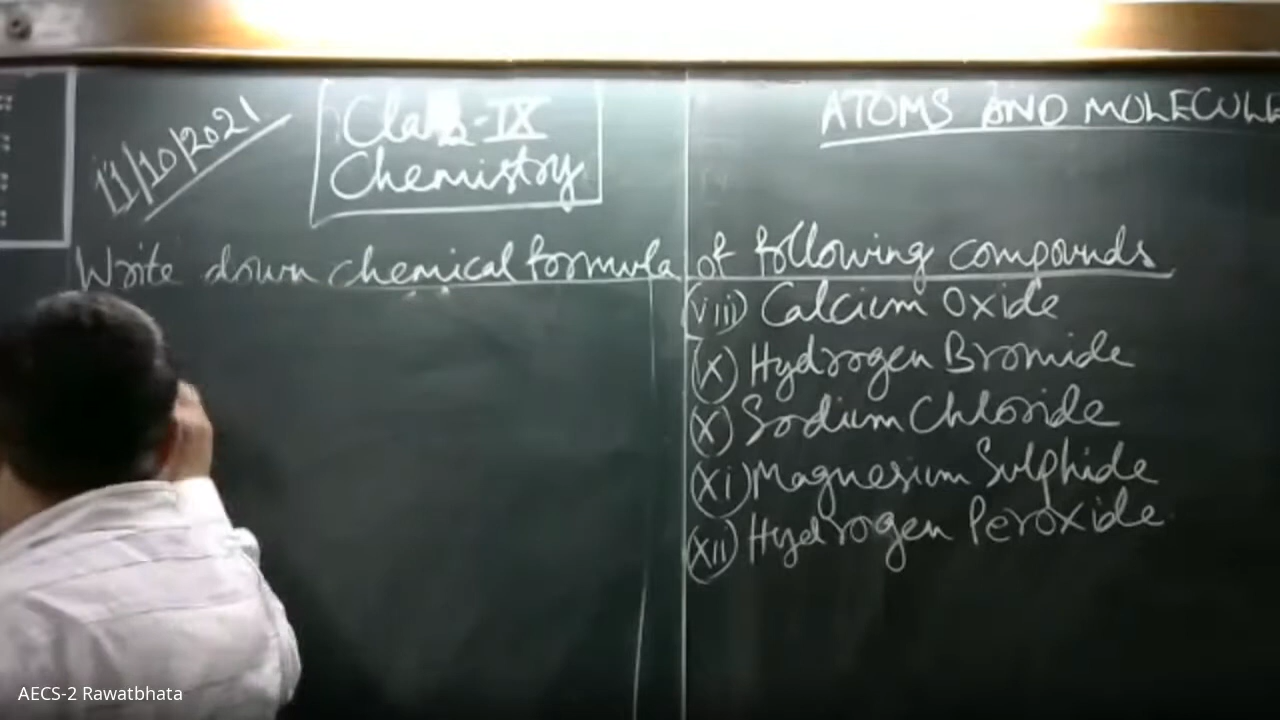 11/10/2021
Class-IX
Chemistry
ATOMS AND MOLECULE
Write down chemical formula of following compounds
(viii) Calcium Oxide
(X) Hydrogen Bromide
(X) Sodium Chloride
(Xi) Magnesium Sulphide
(Xii) Hydrogen Peroxide
AECS-2 Rawatbhata